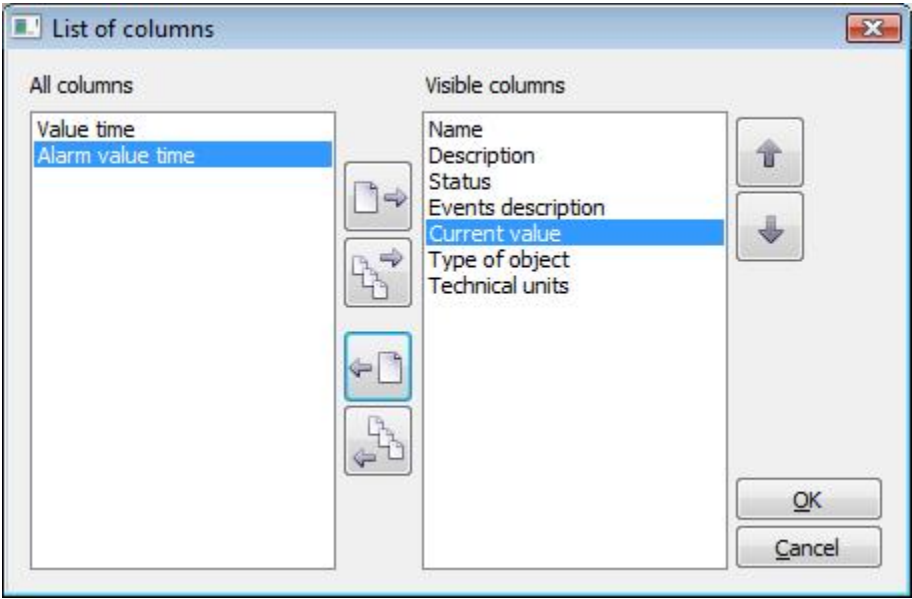 List of columns
All columns
Value time
Alarm value time
Visible columns
Name
Description
Status
Events description
Current value
Type of object
Technical units
OK
Cancel